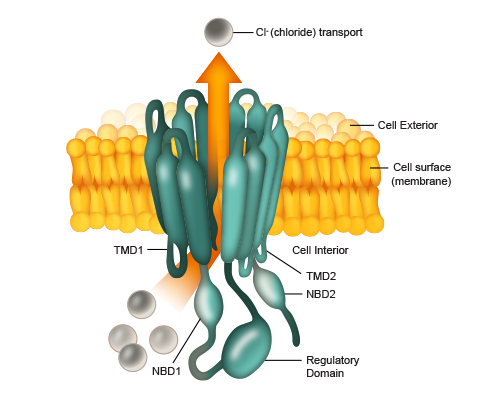 Cl- (chloride) transport
Cell Exterior
Cell surface
(membrane)
TMD1
Cell Interior
TMD2
NBD2
NBD1
Regulatory
Domain